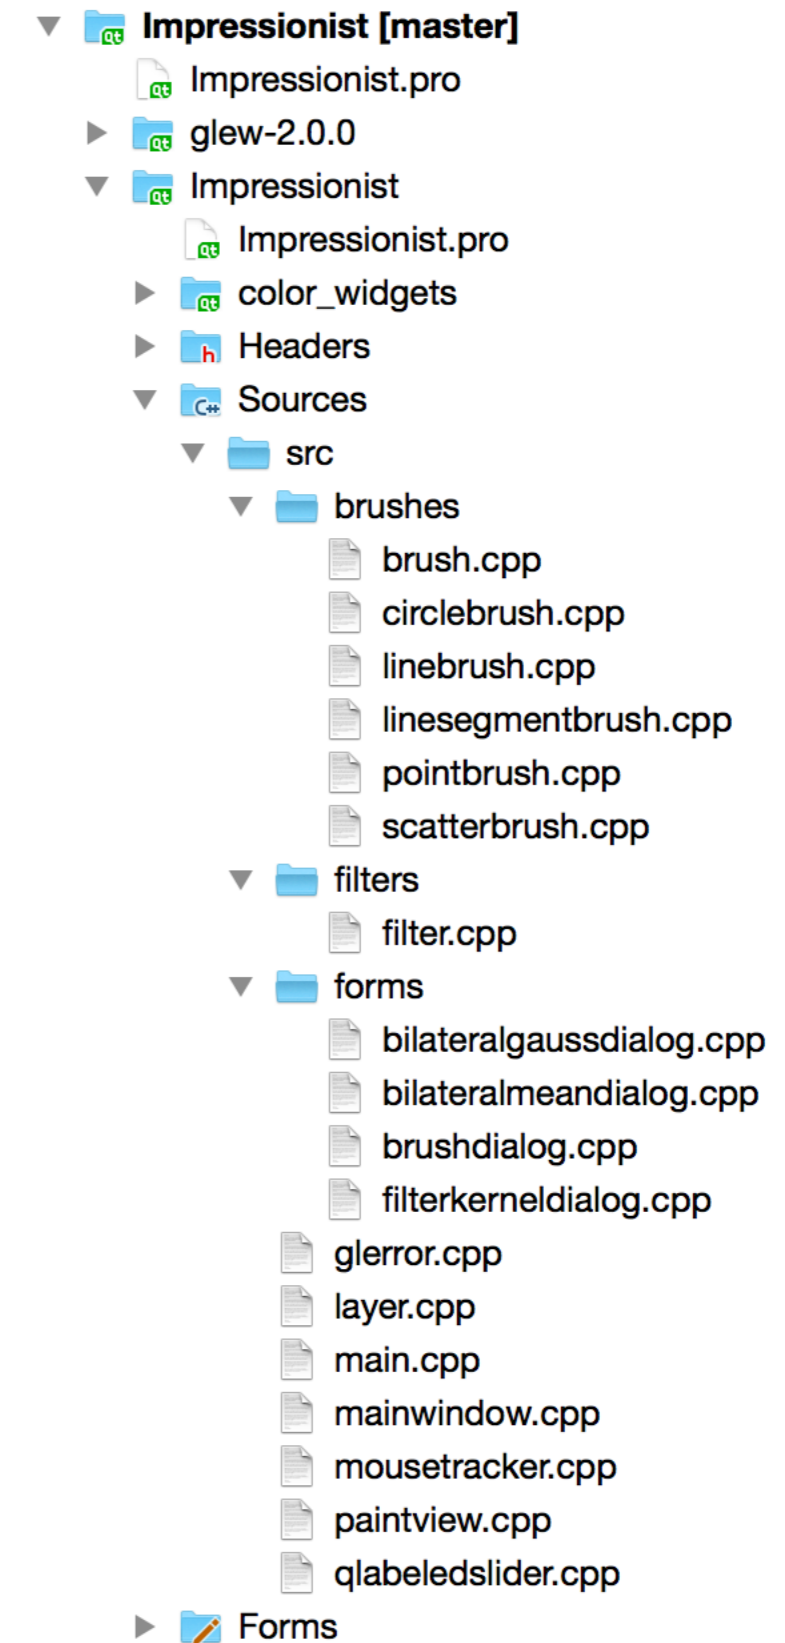 Impressionist [master]
Impressionist.pro
glew-2.0.0
Impressionist
Impressionist.pro
color_widgets
Headers
Sources
src
brushes
brush.cpp
circlebrush.cpp
linebrush.cpp
linesegmentbrush.cpp
pointbrush.cpp
scatterbrush.cpp
filters
filter.cpp
forms
bilateralgaussdialog.cpp
bilateralmeandialog.cpp
brushdialog.cpp
filterkerneldialog.cpp
glerror.cpp
layer.cpp
main.cpp
mainwindow.cpp
mousetracker.cpp
paintview.cpp
qlabeledslider.cpp
Forms